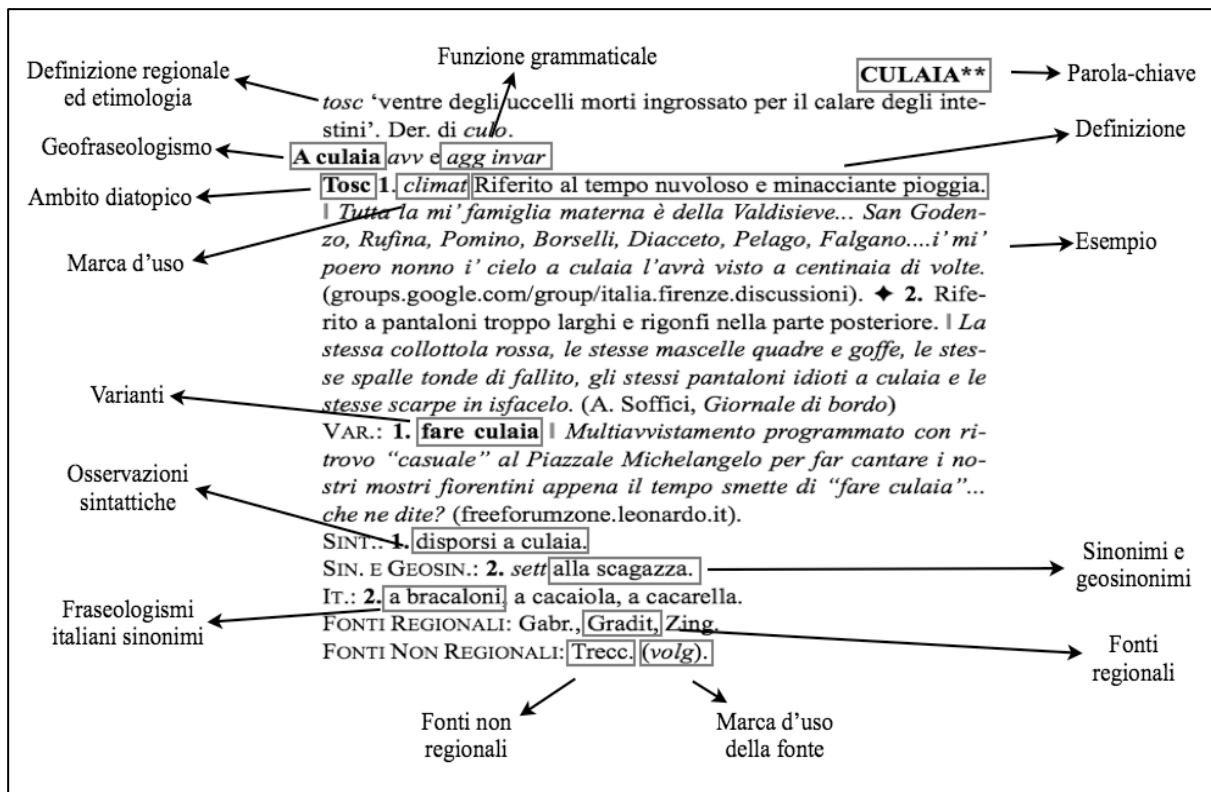 Funzione grammaticale
Definizione regionale
ed etimologia
CULAIA**
Parola-chiave
tosc ‘ventre degli uccelli morti ingrossato per il calare degli inte-
stini’. Der. di culo.
Definizione
Geofraseologismo
A culaia avv e agg invar
Ambito diatopico
Tosc 1. climat Riferito al tempo nuvoloso e minacciante pioggia.
| Tutta la mi’ famiglia materna è della Valdisieve... San Goden-
zo, Rufina, Pomino, Borselli, Diacceto, Pelago, Falgano....i’ mi’
Esempio
Marca d’uso
poero nonno i’ cielo a culaia l’avrà visto a centinaia di volte.
(groups.google.com/group/italia.firenze.discussioni). ✦ 2. Rife-
rito a pantaloni troppo larghi e rigonfi nella parte posteriore. | La
stessa collottola rossa, le stesse mascelle quadre e goffe, le stes-
se spalle tonde di fallito, gli stessi pantaloni idioti a culaia e le
stesse scarpe in isfacelo. (A. Soffici, Giornale di bordo)
Varianti
VAR.: 1. fare culaia | Multiavvistamento programmato con ri-
trovo “casuale” al Piazzale Michelangelo per far cantare i no-
stri mostri fiorentini appena il tempo smette di “fare culaia”...
che ne dite? (freeforumzone.leonardo.it).
Osservazioni
sintattiche
SINT.: 1. disporsi a culaia.
SIN. E GEOSIN.: 2. sett alla scagazza.
Sinonimi e
geosinonimi
IT.: 2. a bracaloni, a cacaiola, a cacarella.
Fraseologismi
italiani sinonimi
FONTI REGIONALI: Gabr., Gradit, Zing.
Fonti
regionali
FONTI NON REGIONALI: Trecc. (volg).
Fonti non
regionali
Marca d’uso
della fonte